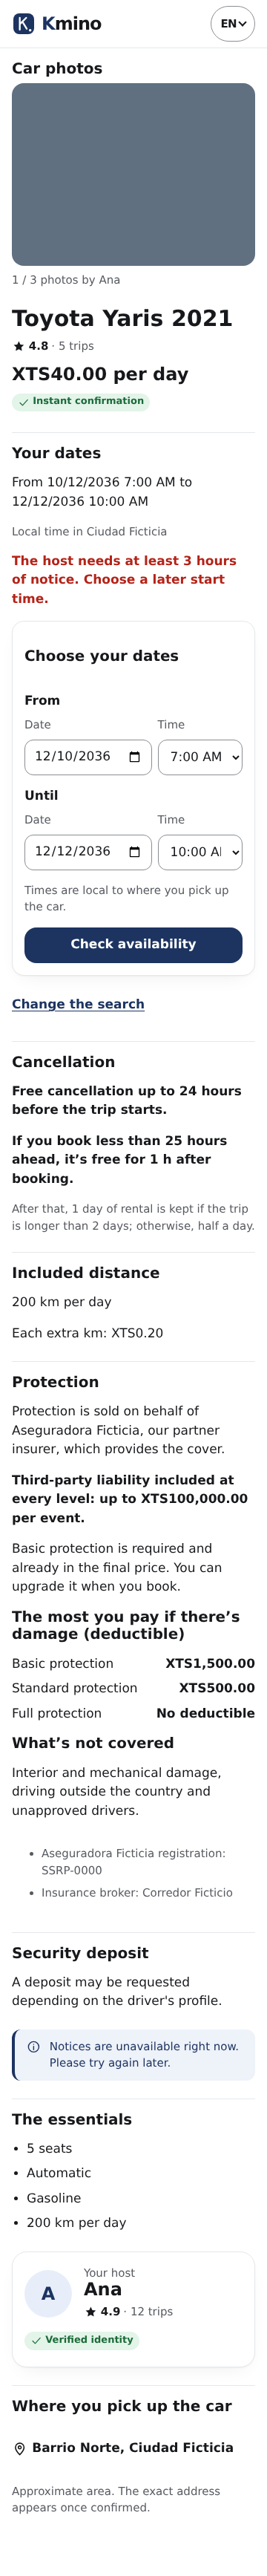 Kmino
EN
Car photos
1 / 3 photos by Ana
Toyota Yaris 2021
★ 4.8 · 5 trips
XTS40.00 per day
Instant confirmation
Your dates
From 10/12/2036 7:00 AM to
12/12/2036 10:00 AM
Local time in Ciudad Ficticia
The host needs at least 3 hours
of notice. Choose a later start
time.
Choose your dates
From
Date Time
12/10/2036 7:00 AM
Until
Date Time
12/12/2036 10:00 AM
Times are local to where you pick up
the car.
Check availability
Change the search
Cancellation
Free cancellation up to 24 hours
before the trip starts.
If you book less than 25 hours
ahead, it’s free for 1 h after
booking.
After that, 1 day of rental is kept if the trip
is longer than 2 days; otherwise, half a day.
Included distance
200 km per day
Each extra km: XTS0.20
Protection
Protection is sold on behalf of
Aseguradora Ficticia, our partner
insurer, which provides the cover.
Third-party liability included at
every level: up to XTS100,000.00
per event.
Basic protection is required and
already in the final price. You can
upgrade it when you book.
The most you pay if there’s
damage (deductible)
Basic protection XTS1,500.00
Standard protection XTS500.00
Full protection No deductible
What’s not covered
Interior and mechanical damage,
driving outside the country and
unapproved drivers.
• Aseguradora Ficticia registration:
SSRP-0000
• Insurance broker: Corredor Ficticio
Security deposit
A deposit may be requested
depending on the driver's profile.
Notices are unavailable right now.
Please try again later.
The essentials
• 5 seats
• Automatic
• Gasoline
• 200 km per day
A
Your host
Ana
★ 4.9 · 12 trips
Verified identity
Where you pick up the car
Barrio Norte, Ciudad Ficticia
Approximate area. The exact address
appears once confirmed.